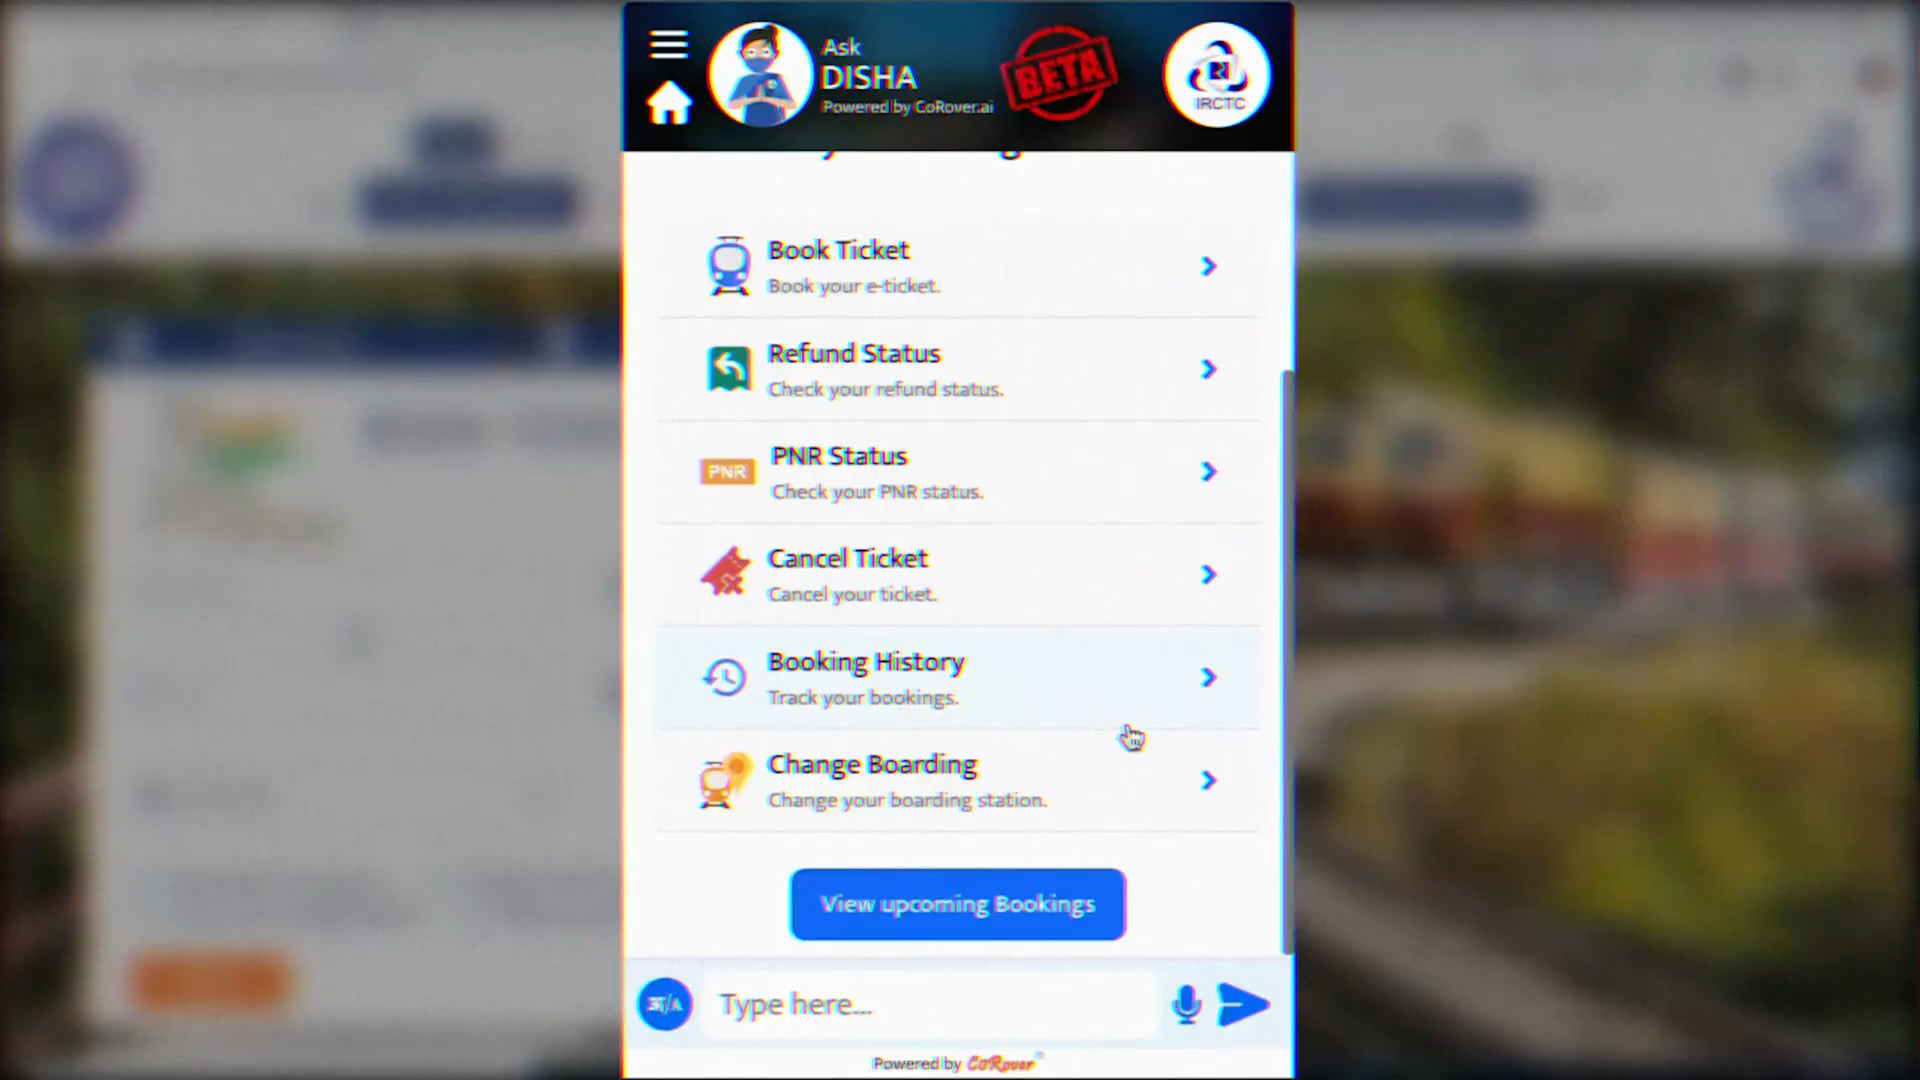 Ask
DISHA
Powered by CoRover.ai
BETA
IRCTC
Book Ticket
Book your e-ticket.
Refund Status
Check your refund status.
PNR
PNR Status
Check your PNR status.
Cancel Ticket
Cancel your ticket.
Booking History
Track your bookings.
Change Boarding
Change your boarding station.
View upcoming Bookings
अ/A
Type here...
Powered by CoRover